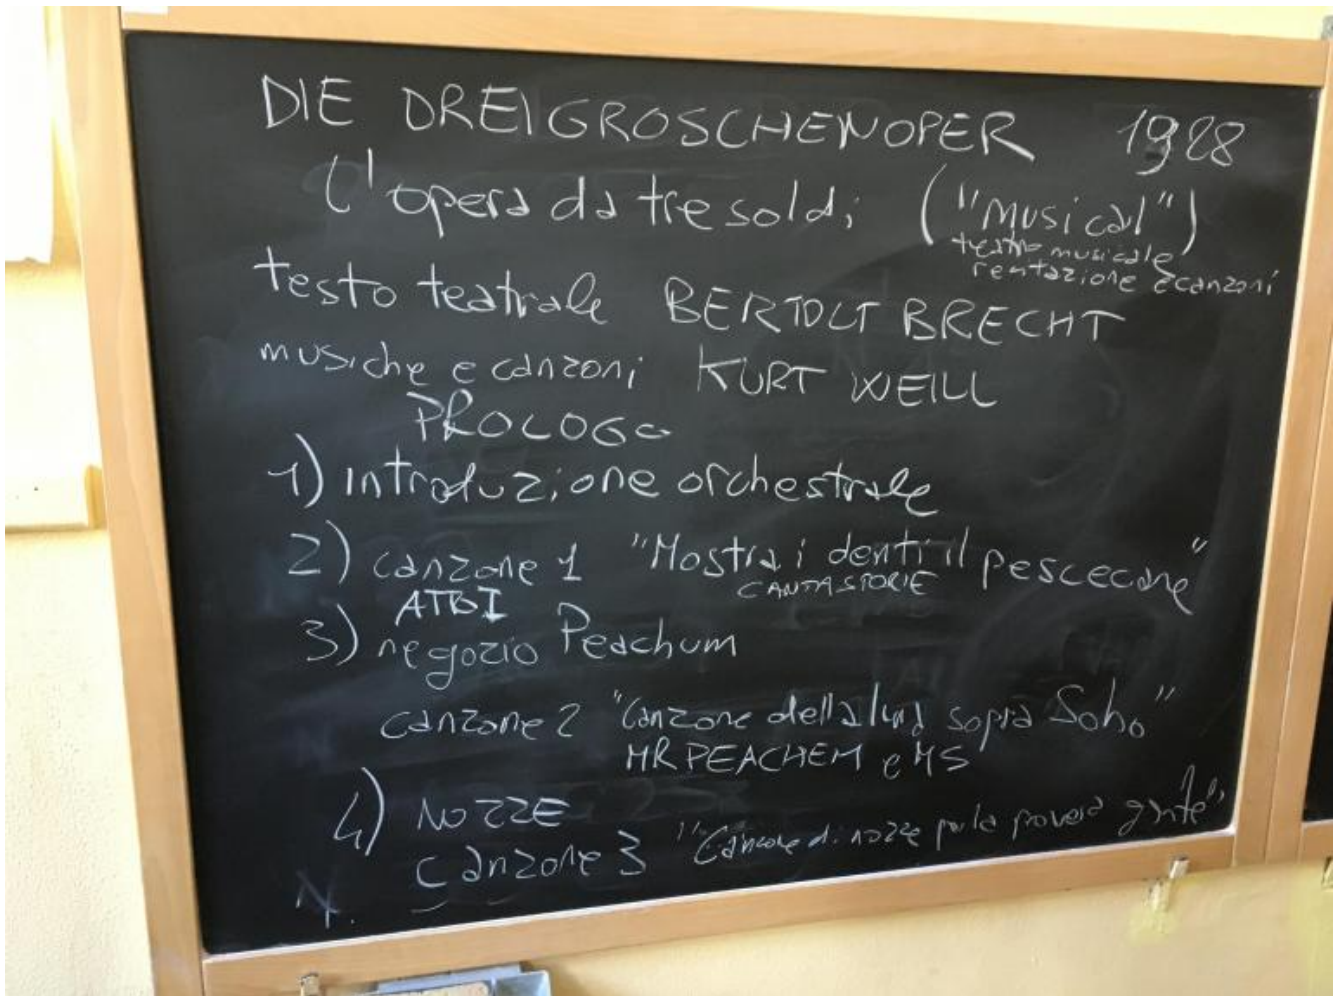 DIE DREIGROSCHENOPER 1928
l'opera da tre soldi ("musical")
teatro musicale
recitazione e canzoni
testo teatrale BERTOLT BRECHT
musiche e canzoni KURT WEILL
PROLOGO
1) introduzione orchestrale
2) canzone 1 "Mostra i denti il pescecane"
CANTASTORIE
ATTO I
3) negozio Peachum
canzone 2 "Canzone della luna sopra Soho"
MR PEACHEM e MS
4) NOZZE
canzone 3 "Canzone di nozze per la povera gente"